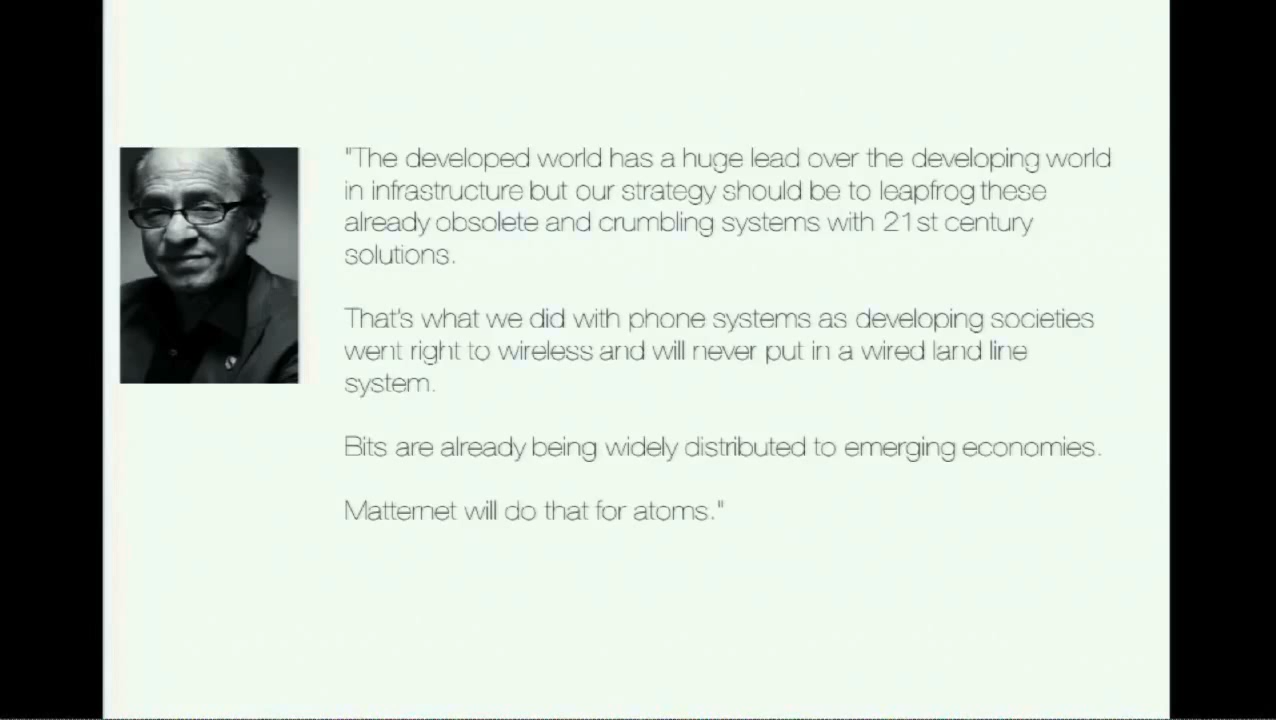 "The developed world has a huge lead over the developing world
in infrastructure but our strategy should be to leapfrog these
already obsolete and crumbling systems with 21st century
solutions.
That's what we did with phone systems as developing societies
went right to wireless and will never put in a wired land line
system.
Bits are already being widely distributed to emerging economies.
Matternet will do that for atoms."